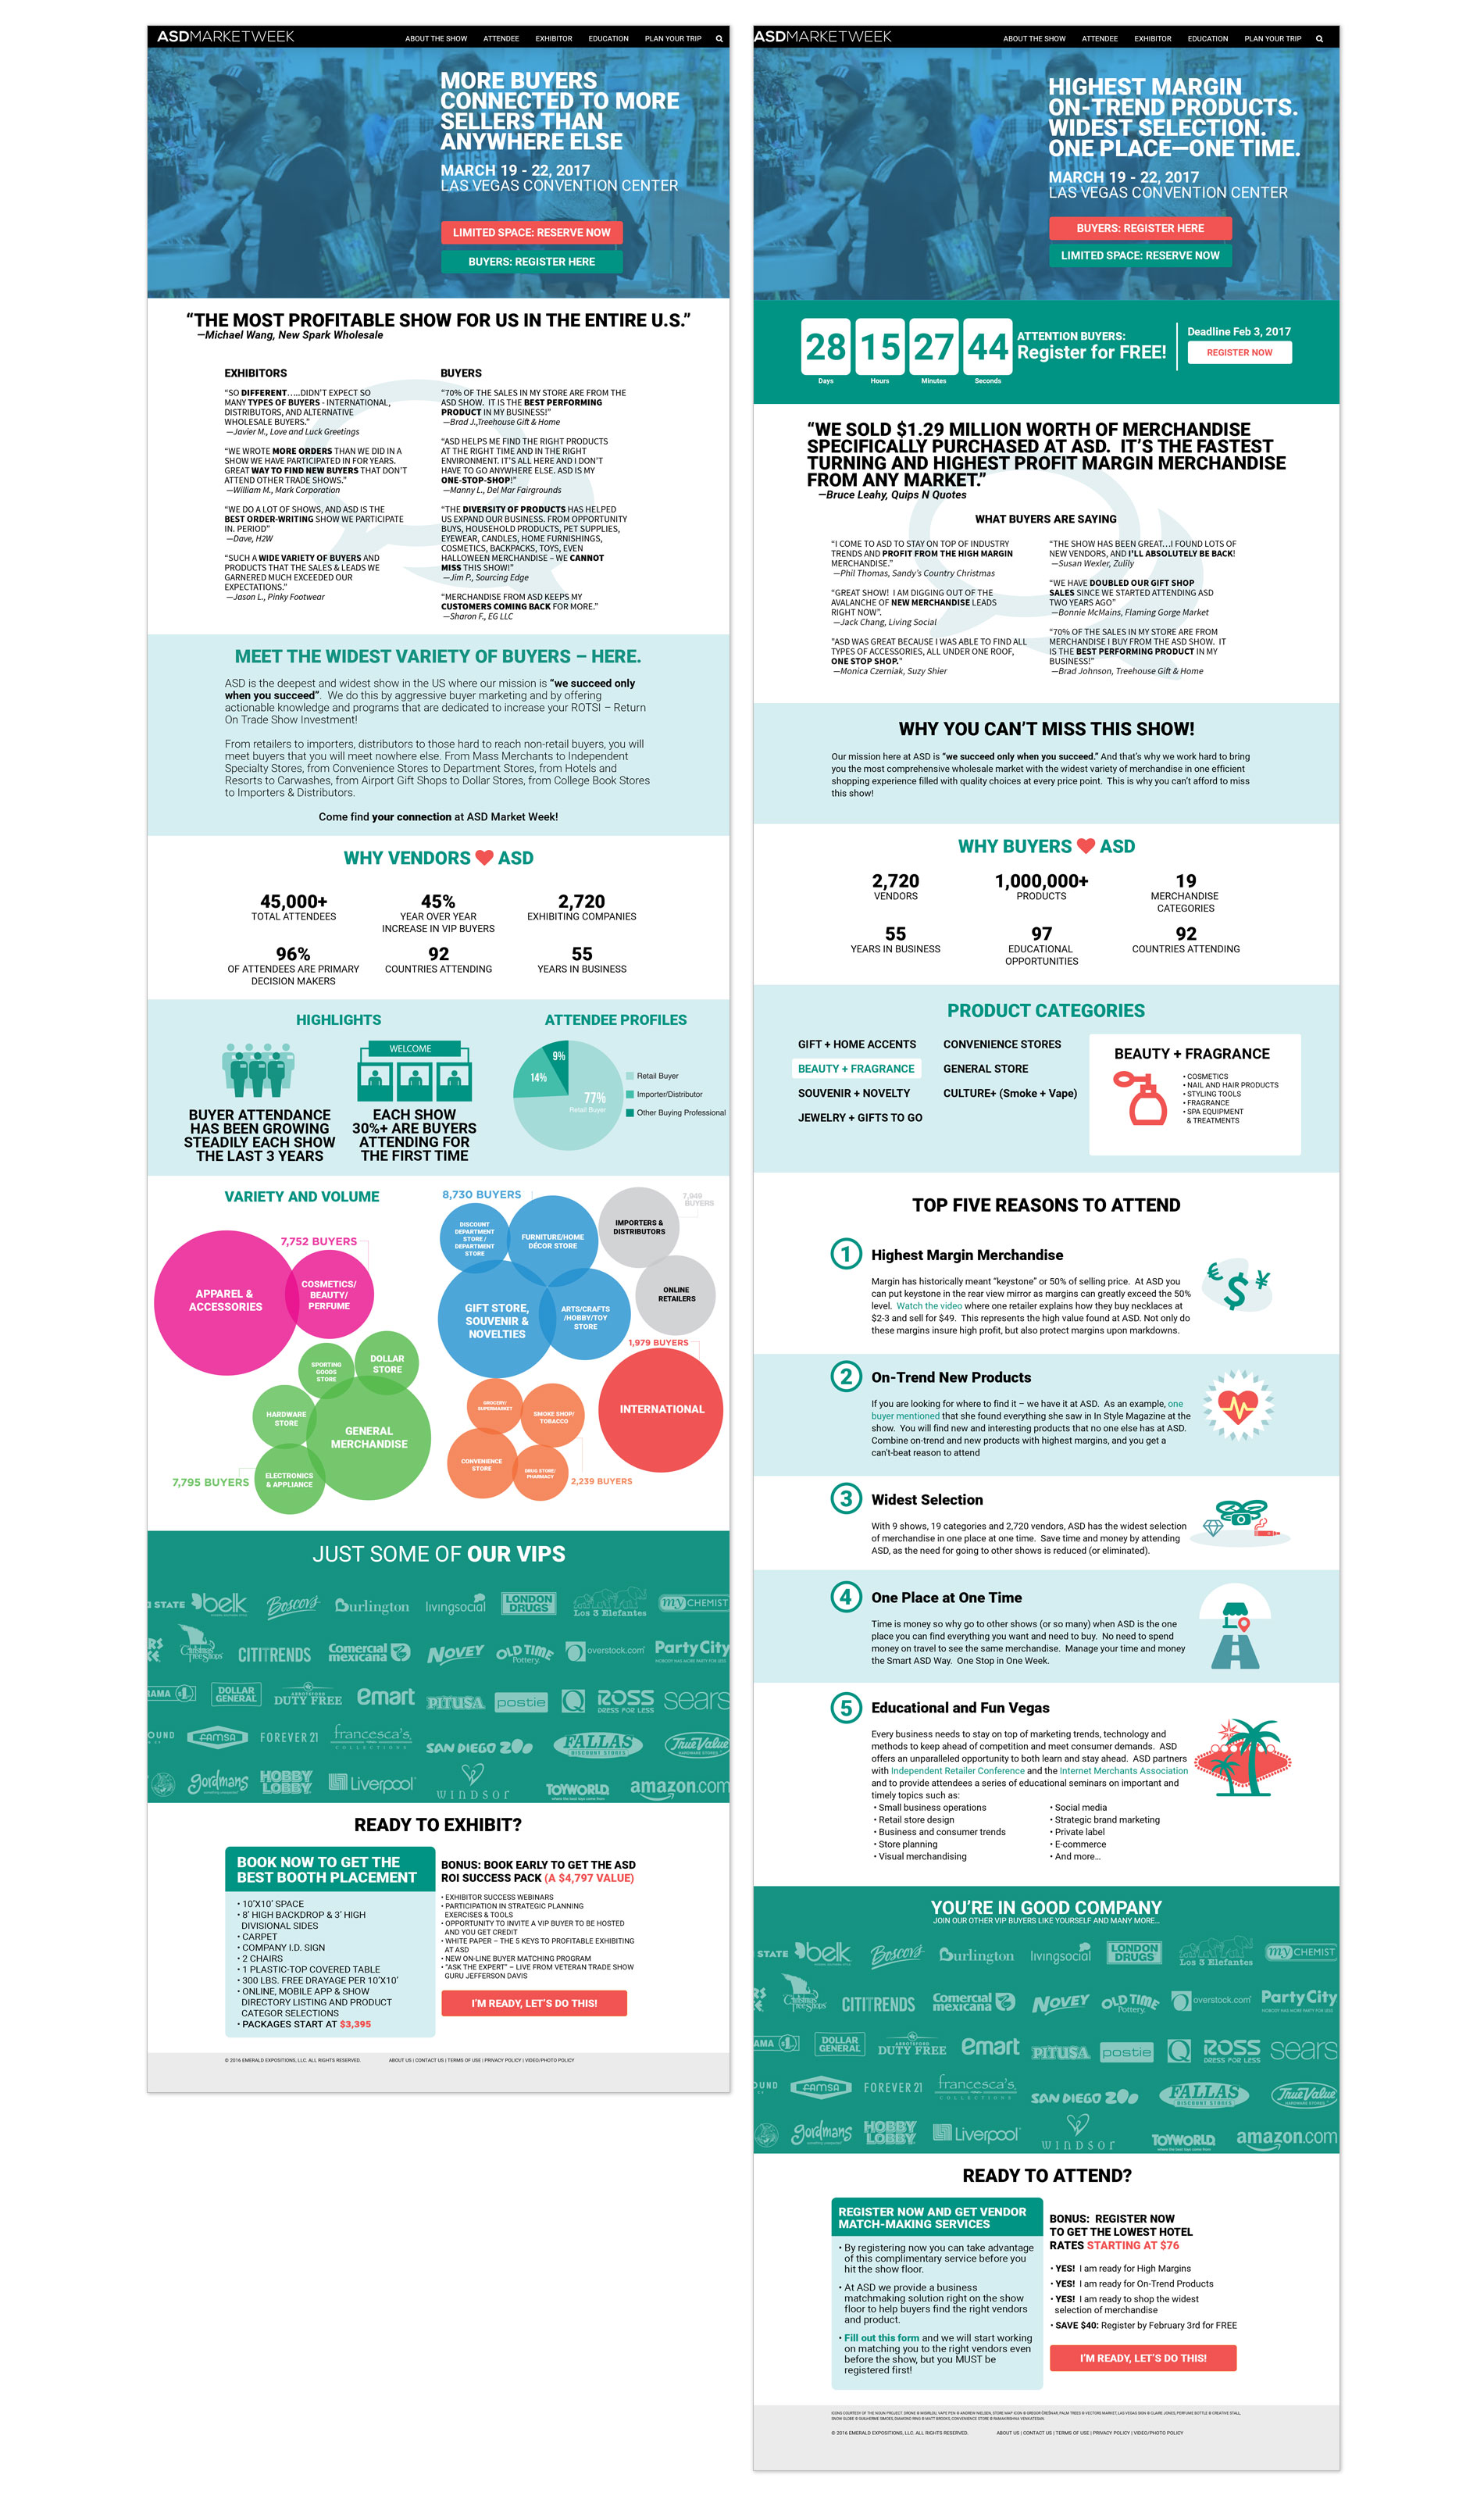 ASDMARKETWEEK
ABOUT THE SHOW ATTENDEE EXHIBITOR EDUCATION PLAN YOUR TRIP
MORE BUYERS
CONNECTED TO MORE
SELLERS THAN
ANYWHERE ELSE
MARCH 19 - 22, 2017
LAS VEGAS CONVENTION CENTER
LIMITED SPACE: RESERVE NOW
BUYERS: REGISTER HERE
“THE MOST PROFITABLE SHOW FOR US IN THE ENTIRE U.S.”
—Michael Wang, New Spark Wholesale
EXHIBITORS
“SO DIFFERENT.....DIDN’T EXPECT SO
MANY TYPES OF BUYERS - INTERNATIONAL,
DISTRIBUTORS, AND ALTERNATIVE
WHOLESALE BUYERS.”
—Javier M., Love and Luck Greetings
“WE WROTE MORE ORDERS THAN WE DID IN A
SHOW WE HAVE PARTICIPATED IN FOR YEARS.
GREAT WAY TO FIND NEW BUYERS THAT DON’T
ATTEND OTHER TRADE SHOWS.”
—William M., Mark Corporation
“WE DO A LOT OF SHOWS, AND ASD IS THE
BEST ORDER-WRITING SHOW WE PARTICIPATE
IN. PERIOD”
—Dave, H2W
“SUCH A WIDE VARIETY OF BUYERS AND
PRODUCTS THAT THE SALES & LEADS WE
GARNERED MUCH EXCEEDED OUR
EXPECTATIONS.”
—Jason L., Pinky Footwear
BUYERS
“70% OF THE SALES IN MY STORE ARE FROM THE
ASD SHOW. IT IS THE BEST PERFORMING
PRODUCT IN MY BUSINESS!”
—Brad J.,Treehouse Gift & Home
“ASD HELPS ME FIND THE RIGHT PRODUCTS
AT THE RIGHT TIME AND IN THE RIGHT
ENVIRONMENT. IT’S ALL HERE AND I DON’T
HAVE TO GO ANYWHERE ELSE. ASD IS MY
ONE-STOP-SHOP!”
—Manny L., Del Mar Fairgrounds
“THE DIVERSITY OF PRODUCTS HAS HELPED
US EXPAND OUR BUSINESS. FROM OPPORTUNITY
BUYS, HOUSEHOLD PRODUCTS, PET SUPPLIES,
EYEWEAR, CANDLES, HOME FURNISHINGS,
COSMETICS, BACKPACKS, TOYS, EVEN
HALLOWEEN MERCHANDISE – WE CANNOT
MISS THIS SHOW!”
—Jim P., Sourcing Edge
“MERCHANDISE FROM ASD KEEPS MY
CUSTOMERS COMING BACK FOR MORE.”
—Sharon F., EG LLC
MEET THE WIDEST VARIETY OF BUYERS – HERE.
ASD is the deepest and widest show in the US where our mission is “we succeed only
when you succeed”. We do this by aggressive buyer marketing and by offering
actionable knowledge and programs that are dedicated to increase your ROTSI – Return
On Trade Show Investment!
From retailers to importers, distributors to those hard to reach non-retail buyers, you will
meet buyers that you will meet nowhere else. From Mass Merchants to Independent
Specialty Stores, from Convenience Stores to Department Stores, from Hotels and
Resorts to Carwashes, from Airport Gift Shops to Dollar Stores, from College Book Stores
to Importers & Distributors.
Come find your connection at ASD Market Week!
WHY VENDORS ASD
45,000+ 45% 2,720
TOTAL ATTENDEES YEAR OVER YEAR EXHIBITING COMPANIES
INCREASE IN VIP BUYERS
96% 92 55
OF ATTENDEES ARE PRIMARY COUNTRIES ATTENDING YEARS IN BUSINESS
DECISION MAKERS
HIGHLIGHTS
WELCOME
BUYER ATTENDANCE
HAS BEEN GROWING
STEADILY EACH SHOW
THE LAST 3 YEARS
EACH SHOW
30%+ ARE BUYERS
ATTENDING FOR
THE FIRST TIME
ATTENDEE PROFILES
9%
14%
77%
Retail Buyer
Retail Buyer
Importer/Distributor
Other Buying Professional
VARIETY AND VOLUME
7,752 BUYERS
APPAREL &
ACCESSORIES
COSMETICS/
BEAUTY/
PERFUME
8,730 BUYERS
DISCOUNT
DEPARTMENT
STORE /
DEPARTMENT
STORE
FURNITURE/HOME
DÉCOR STORE
GIFT STORE,
SOUVENIR &
NOVELTIES
ARTS/CRAFTS
/HOBBY/TOY
STORE
7,949
BUYERS
IMPORTERS &
DISTRIBUTORS
ONLINE
RETAILERS
1,979 BUYERS
INTERNATIONAL
SPORTING
GOODS
STORE
DOLLAR
STORE
HARDWARE
STORE
GENERAL
MERCHANDISE
ELECTRONICS
& APPLIANCE
7,795 BUYERS
GROCERY/
SUPERMARKET
SMOKE SHOP/
TOBACCO
CONVENIENCE
STORE
DRUG STORE/
PHARMACY
2,239 BUYERS
JUST SOME OF OUR VIPS
STATE belk Boscov's Burlington livingsocial LONDON DRUGS Los 3 Elefantes my CHEMIST
Christmas Tree Shops CITITRENDS Comercial mexicana NOVEY OLD TIME Pottery. overstock.com Party City
NOBODY HAS MORE PARTY FOR LESS
RAMA $1 DOLLAR GENERAL ABBOTSFORD DUTY FREE emart PITUSA postie Q ROSS DRESS FOR LESS sears
OUND FAMSA FOREVER 21 francesca's COLLECTIONS SAN DIEGO ZOO FALLAS DISCOUNT STORES True Value HARDWARE STORES
gordmans HOBBY LOBBY Liverpool WINDSOR TOYWORLD amazon.com
READY TO EXHIBIT?
BOOK NOW TO GET THE
BEST BOOTH PLACEMENT
• 10’X10’ SPACE
• 8’ HIGH BACKDROP & 3’ HIGH
DIVISIONAL SIDES
• CARPET
• COMPANY I.D. SIGN
• 2 CHAIRS
• 1 PLASTIC-TOP COVERED TABLE
• 300 LBS. FREE DRAYAGE PER 10’X10’
• ONLINE, MOBILE APP & SHOW
DIRECTORY LISTING AND PRODUCT
CATEGOR SELECTIONS
• PACKAGES START AT $3,395
BONUS: BOOK EARLY TO GET THE ASD
ROI SUCCESS PACK (A $4,797 VALUE)
• EXHIBITOR SUCCESS WEBINARS
• PARTICIPATION IN STRATEGIC PLANNING
EXERCISES & TOOLS
• OPPORTUNITY TO INVITE A VIP BUYER TO BE HOSTED
AND YOU GET CREDIT
• WHITE PAPER – THE 5 KEYS TO PROFITABLE EXHIBITING
AT ASD
• NEW ON-LINE BUYER MATCHING PROGRAM
• “ASK THE EXPERT” – LIVE FROM VETERAN TRADE SHOW
GURU JEFFERSON DAVIS
I’M READY, LET’S DO THIS!
© 2016 EMERALD EXPOSITIONS, LLC. ALL RIGHTS RESERVED. ABOUT US | CONTACT US | TERMS OF USE | PRIVACY POLICY | VIDEO/PHOTO POLICY
ASDMARKETWEEK
ABOUT THE SHOW ATTENDEE EXHIBITOR EDUCATION PLAN YOUR TRIP
HIGHEST MARGIN
ON-TREND PRODUCTS.
WIDEST SELECTION.
ONE PLACE—ONE TIME.
MARCH 19 - 22, 2017
LAS VEGAS CONVENTION CENTER
BUYERS: REGISTER HERE
LIMITED SPACE: RESERVE NOW
28 15 27 44
Days Hours Minutes Seconds
ATTENTION BUYERS:
Register for FREE!
Deadline Feb 3, 2017
REGISTER NOW
“WE SOLD $1.29 MILLION WORTH OF MERCHANDISE
SPECIFICALLY PURCHASED AT ASD. IT’S THE FASTEST
TURNING AND HIGHEST PROFIT MARGIN MERCHANDISE
FROM ANY MARKET.”
—Bruce Leahy, Quips N Quotes
WHAT BUYERS ARE SAYING
“I COME TO ASD TO STAY ON TOP OF INDUSTRY
TRENDS AND PROFIT FROM THE HIGH MARGIN
MERCHANDISE.”
—Phil Thomas, Sandy’s Country Christmas
“GREAT SHOW! I AM DIGGING OUT OF THE
AVALANCHE OF NEW MERCHANDISE LEADS
RIGHT NOW”.
—Jack Chang, Living Social
“ASD WAS GREAT BECAUSE I WAS ABLE TO FIND ALL
TYPES OF ACCESSORIES, ALL UNDER ONE ROOF,
ONE STOP SHOP.”
—Monica Czerniak, Suzy Shier
“THE SHOW HAS BEEN GREAT...I FOUND LOTS OF
NEW VENDORS, AND I’LL ABSOLUTELY BE BACK!
—Susan Wexler, Zulily
“WE HAVE DOUBLED OUR GIFT SHOP
SALES SINCE WE STARTED ATTENDING ASD
TWO YEARS AGO”
—Bonnie McMains, Flaming Gorge Market
“70% OF THE SALES IN MY STORE ARE FROM
MERCHANDISE I BUY FROM THE ASD SHOW. IT
IS THE BEST PERFORMING PRODUCT IN MY
BUSINESS!”
—Brad Johnson, Treehouse Gift & Home
WHY YOU CAN’T MISS THIS SHOW!
Our mission here at ASD is “we succeed only when you succeed.” And that’s why we work hard to bring
you the most comprehensive wholesale market with the widest variety of merchandise in one efficient
shopping experience filled with quality choices at every price point. This is why you can’t afford to miss
this show!
WHY BUYERS ASD
2,720 1,000,000+ 19
VENDORS PRODUCTS MERCHANDISE
CATEGORIES
55 97 92
YEARS IN BUSINESS EDUCATIONAL COUNTRIES ATTENDING
OPPORTUNITIES
PRODUCT CATEGORIES
GIFT + HOME ACCENTS
BEAUTY + FRAGRANCE
SOUVENIR + NOVELTY
JEWELRY + GIFTS TO GO
CONVENIENCE STORES
GENERAL STORE
CULTURE+ (Smoke + Vape)
BEAUTY + FRAGRANCE
• COSMETICS
• NAIL AND HAIR PRODUCTS
• STYLING TOOLS
• FRAGRANCE
• SPA EQUIPMENT
& TREATMENTS
TOP FIVE REASONS TO ATTEND
1 Highest Margin Merchandise
Margin has historically meant “keystone” or 50% of selling price. At ASD you
can put keystone in the rear view mirror as margins can greatly exceed the 50%
level. Watch the video where one retailer explains how they buy necklaces at
$2-3 and sell for $49. This represents the high value found at ASD. Not only do
these margins insure high profit, but also protect margins upon markdowns.
€ $ ¥
2 On-Trend New Products
If you are looking for where to find it – we have it at ASD. As an example, one
buyer mentioned that she found everything she saw in In Style Magazine at the
show. You will find new and interesting products that no one else has at ASD.
Combine on-trend and new products with highest margins, and you get a
can't-beat reason to attend
3 Widest Selection
With 9 shows, 19 categories and 2,720 vendors, ASD has the widest selection
of merchandise in one place at one time. Save time and money by attending
ASD, as the need for going to other shows is reduced (or eliminated).
4 One Place at One Time
Time is money so why go to other shows (or so many) when ASD is the one
place you can find everything you want and need to buy. No need to spend
money on travel to see the same merchandise. Manage your time and money
the Smart ASD Way. One Stop in One Week.
5 Educational and Fun Vegas
Every business needs to stay on top of marketing trends, technology and
methods to keep ahead of competition and meet consumer demands. ASD
offers an unparalleled opportunity to both learn and stay ahead. ASD partners
with Independent Retailer Conference and the Internet Merchants Association
and to provide attendees a series of educational seminars on important and
timely topics such as:
• Small business operations
• Retail store design
• Business and consumer trends
• Store planning
• Visual merchandising
• Social media
• Strategic brand marketing
• Private label
• E-commerce
• And more...
YOU’RE IN GOOD COMPANY
JOIN OUR OTHER VIP BUYERS LIKE YOURSELF AND MANY MORE...
STATE belk Boscov's Burlington livingsocial LONDON DRUGS Los 3 Elefantes my CHEMIST
Christmas Tree Shops CITITRENDS Comercial mexicana NOVEY OLD TIME Pottery. overstock.com Party City
NOBODY HAS MORE PARTY FOR LESS
AMA $1 DOLLAR GENERAL ABBOTSFORD DUTY FREE emart PITUSA postie Q ROSS DRESS FOR LESS sears
OUND FAMSA FOREVER 21 francesca's COLLECTIONS SAN DIEGO ZOO FALLAS DISCOUNT STORES True Value HARDWARE STORES
gordmans HOBBY LOBBY Liverpool WINDSOR TOYWORLD amazon.com
READY TO ATTEND?
REGISTER NOW AND GET VENDOR
MATCH-MAKING SERVICES
• By registering now you can take advantage
of this complimentary service before you
hit the show floor.
• At ASD we provide a business
matchmaking solution right on the show
floor to help buyers find the right vendors
and product.
• Fill out this form and we will start working
on matching you to the right vendors even
before the show, but you MUST be
registered first!
BONUS: REGISTER NOW
TO GET THE LOWEST HOTEL
RATES STARTING AT $76
• YES! I am ready for High Margins
• YES! I am ready for On-Trend Products
• YES! I am ready to shop the widest
selection of merchandise
• SAVE $40: Register by February 3rd for FREE
I’M READY, LET’S DO THIS!
© 2016 EMERALD EXPOSITIONS, LLC. ALL RIGHTS RESERVED. ABOUT US | CONTACT US | TERMS OF USE | PRIVACY POLICY | VIDEO/PHOTO POLICY